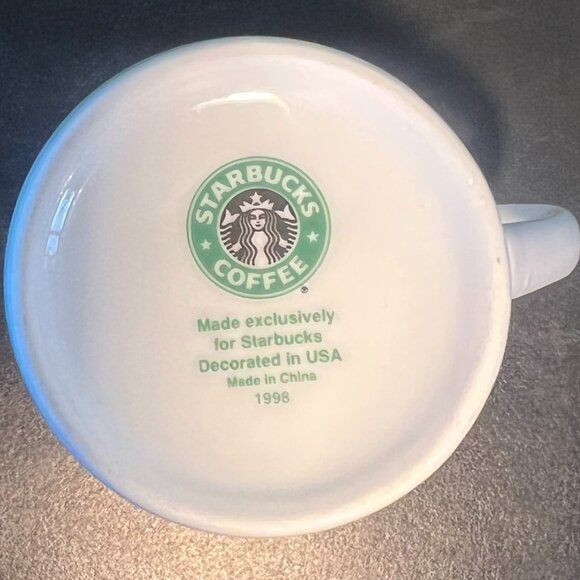 STARBUCKS
COFFEE
®
Made exclusively
for Starbucks
Decorated in USA
Made in China
1998